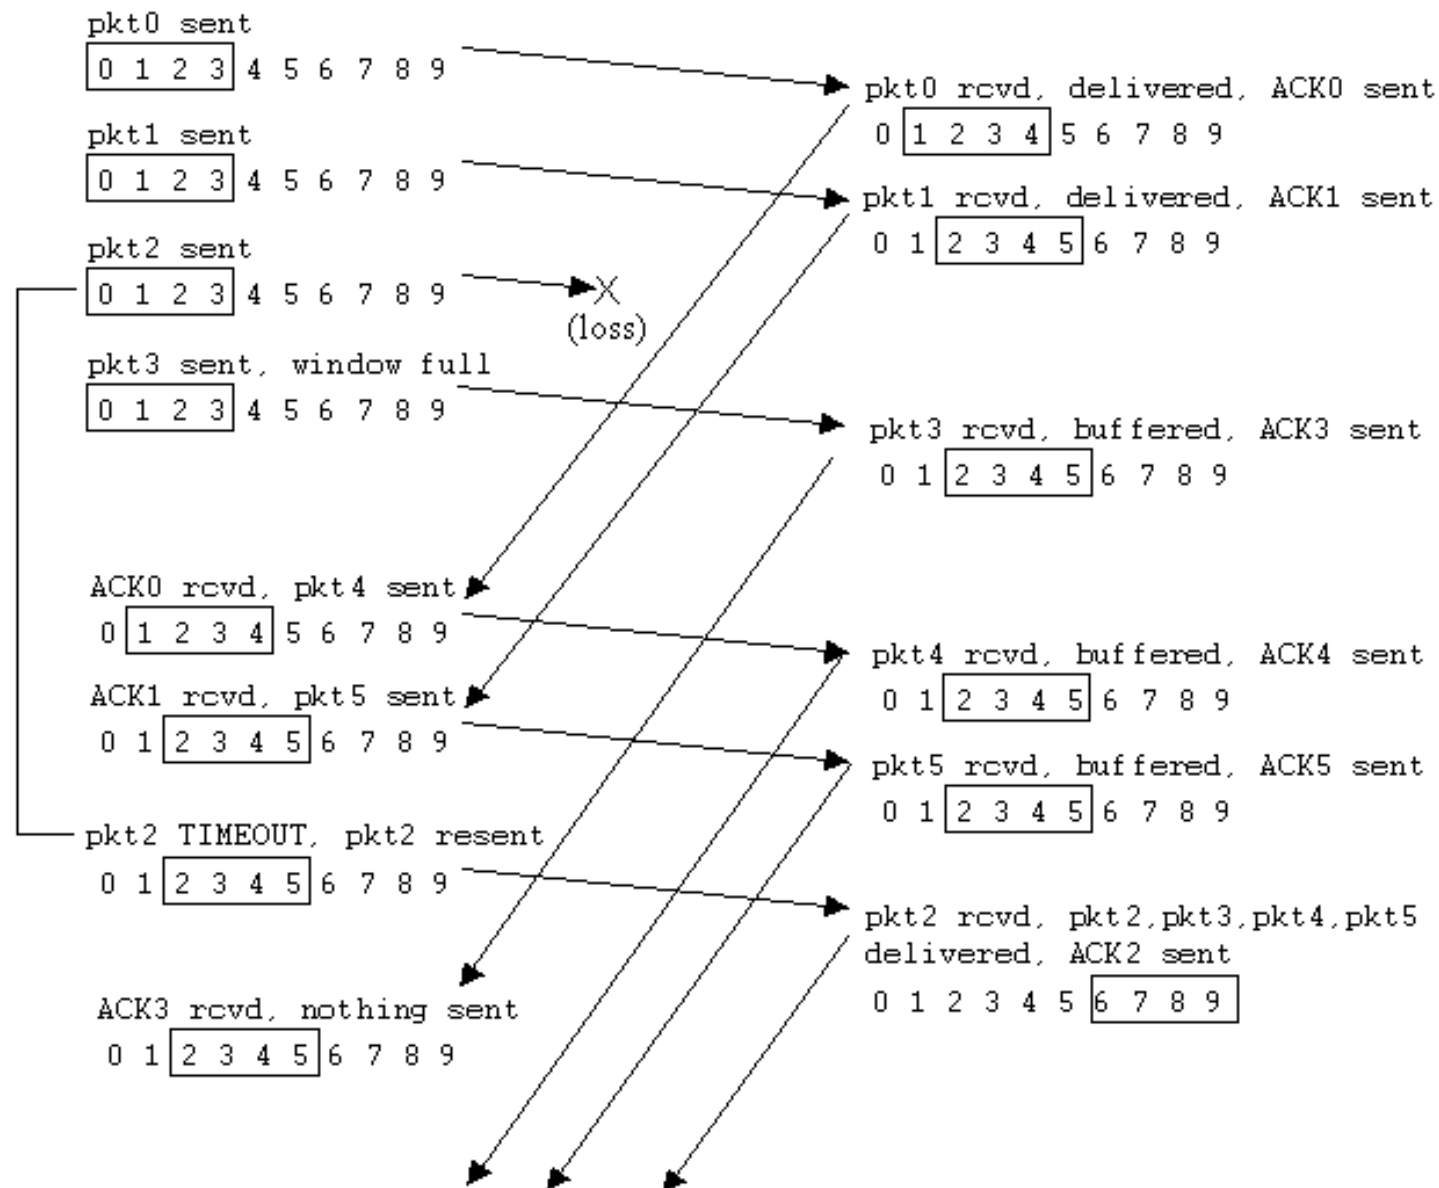 pkt0 sent
0 1 2 3 4 5 6 7 8 9
pkt1 sent
0 1 2 3 4 5 6 7 8 9
pkt2 sent
0 1 2 3 4 5 6 7 8 9
X
(loss)
pkt3 sent, window full
0 1 2 3 4 5 6 7 8 9
ACK0 rcvd, pkt4 sent
0 1 2 3 4 5 6 7 8 9
ACK1 rcvd, pkt5 sent
0 1 2 3 4 5 6 7 8 9
pkt2 TIMEOUT, pkt2 resent
0 1 2 3 4 5 6 7 8 9
ACK3 rcvd, nothing sent
0 1 2 3 4 5 6 7 8 9
pkt0 rcvd, delivered, ACK0 sent
0 1 2 3 4 5 6 7 8 9
pkt1 rcvd, delivered, ACK1 sent
0 1 2 3 4 5 6 7 8 9
pkt3 rcvd, buffered, ACK3 sent
0 1 2 3 4 5 6 7 8 9
pkt4 rcvd, buffered, ACK4 sent
0 1 2 3 4 5 6 7 8 9
pkt5 rcvd, buffered, ACK5 sent
0 1 2 3 4 5 6 7 8 9
pkt2 rcvd, pkt2,pkt3,pkt4,pkt5
delivered, ACK2 sent
0 1 2 3 4 5 6 7 8 9